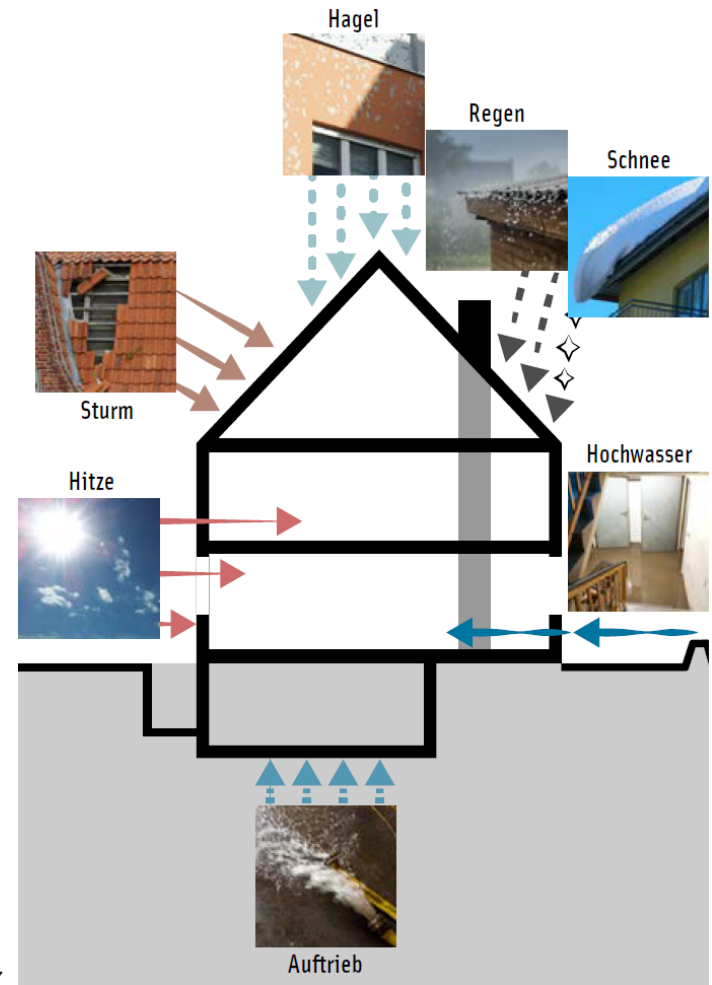 Hagel
Regen
Schnee
Sturm
Hitze
Hochwasser
Auftrieb